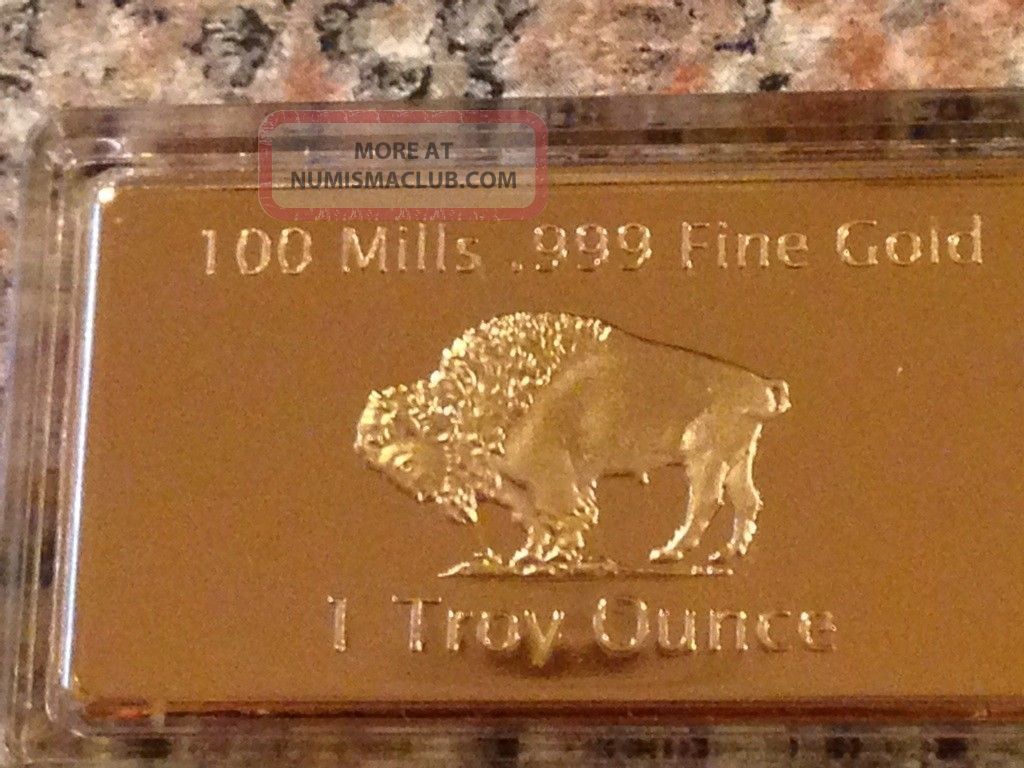 MORE AT
NUMISMACLUB.COM
100 Mills .999 Fine Gold
1 Troy Ounce